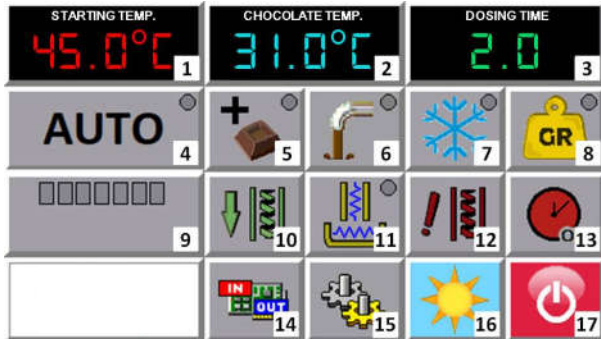 STARTING TEMP. CHOCOLATE TEMP. DOSING TIME
45.0°C 31.0°C 2.0
1 2 3
AUTO GR
4 5 6 7 8
9 10 11 12 13
IN OUT
14 15 16 17